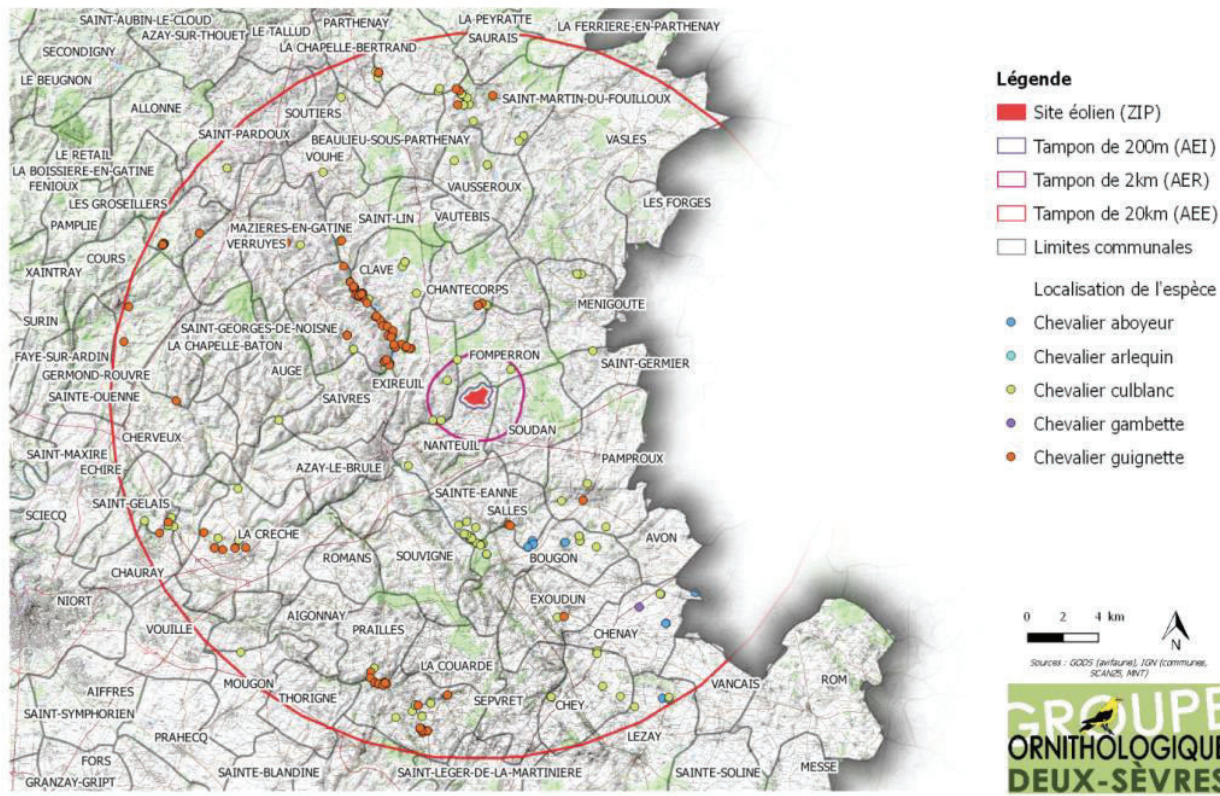 SAINT-AUBIN-LE-CLOUD
PARTHENAY
LA PEYRATTE
LA FERRIERE-EN-PARTHENAY
AZAY-SUR-THOUET
LE TALLUD
SAURAIS
SECONDIGNY
LA CHAPELLE-BERTRAND
LE BEUGNON
ALLONNE
SOUTIERS
SAINT-MARTIN-DU-FOUILLOUX
SAINT-PARDOUX
BEAULIEU-SOUS-PARTHENAY
VASLES
LE RETAIL
VOUHE
LA BOISSIERE-EN-GATINE
FENIOUX
VAUSSEROUX
LES GROSEILLERS
LES FORGES
PAMPLIE
MAZIERES-EN-GATINE
SAINT-LIN
VAUTEBIS
VERRUYES
COURS
XAINTRAY
CLAVE
CHANTECORPS
MENIGOUTE
SURIN
SAINT-GEORGES-DE-NOISNE
LA CHAPELLE-BATON
FAYE-SUR-ARDIN
FOMPERRON
SAINT-GERMIER
GERMOND-ROUVRE
AUGE
EXIREUIL
SAINTE-OUENNE
SAIVRES
SOUDAN
CHERVEUX
NANTEUIL
SAINT-MAXIRE
PAMPROUX
ECHIRE
AZAY-LE-BRULE
SAINTE-EANNE
SAINT-GELAIS
SALLES
SCIECQ
LA CRECHE
AVON
ROMANS
SOUVIGNE
BOUGON
CHAURAY
NIORT
EXOUDUN
AIGONNAY
VOUILLE
PRAILLES
CHENAY
LA COUARDE
ROM
MOUGON
VANCAIS
AIFFRES
THORIGNE
SEPVRET
CHEY
SAINT-SYMPHORIEN
PRAHECQ
LEZAY
FORS
MESSE
SAINTE-BLANDINE
SAINT-LEGER-DE-LA-MARTINIERE
SAINTE-SOLINE
GRANZAY-GRIPT
Légende
Site éolien (ZIP)
Tampon de 200m (AEI)
Tampon de 2km (AER)
Tampon de 20km (AEE)
Limites communales
Localisation de l'espèce
Chevalier aboyeur
Chevalier arlequin
Chevalier culblanc
Chevalier gambette
Chevalier guignette
0 2 4 km
N
Sources : GODS (avifaune), IGN (communes,
SCAN25, MNT)
GROUPE
ORNITHOLOGIQUE
DEUX-SÈVRES